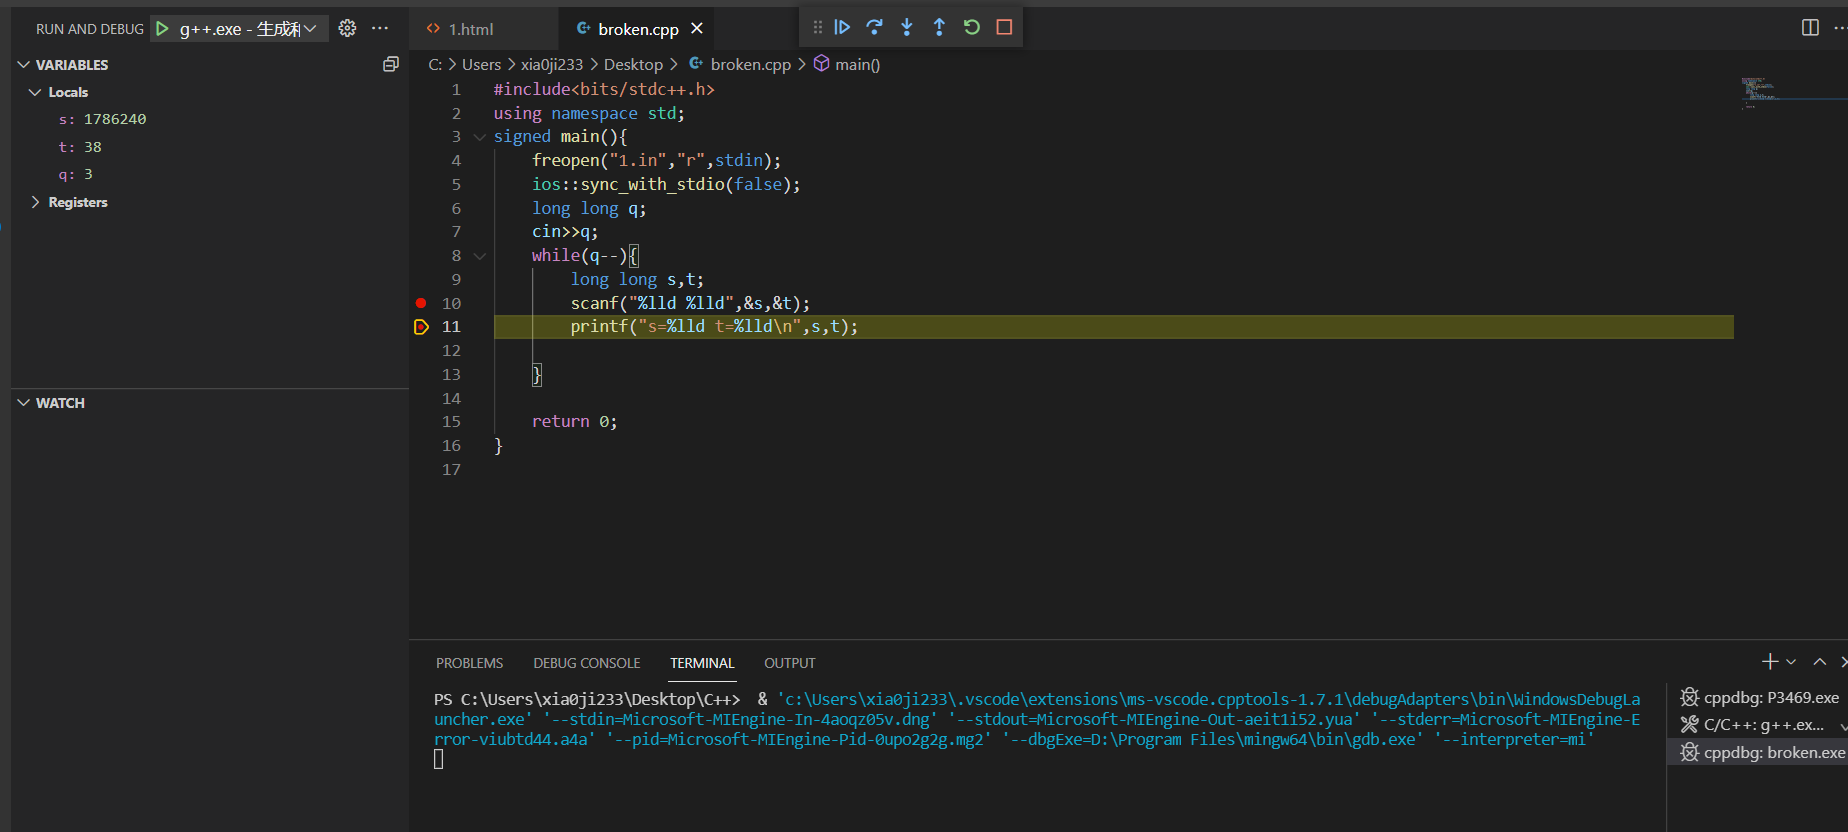 RUN AND DEBUG g++.exe - 生成和
VARIABLES
Locals
s: 1786240
t: 38
q: 3
Registers
WATCH
1.html
broken.cpp
C: > Users > xia0ji233 > Desktop > broken.cpp > main()
1 #include<bits/stdc++.h>
2 using namespace std;
3 signed main(){
4 freopen("1.in","r",stdin);
5 ios::sync_with_stdio(false);
6 long long q;
7 cin>>q;
8 while(q--){
9 long long s,t;
10 scanf("%lld %lld",&s,&t);
11 printf("s=%lld t=%lld\n",s,t);
12
13 }
14
15 return 0;
16 }
17
PROBLEMS DEBUG CONSOLE TERMINAL OUTPUT
PS C:\Users\xia0ji233\Desktop\C++> & 'c:\Users\xia0ji233\.vscode\extensions\ms-vscode.cpptools-1.7.1\debugAdapters\bin\WindowsDebugLa
uncher.exe' '--stdin=Microsoft-MIEngine-In-4aoqz05v.dng' '--stdout=Microsoft-MIEngine-Out-aeit1i52.yua' '--stderr=Microsoft-MIEngine-E
rror-viubtd44.a4a' '--pid=Microsoft-MIEngine-Pid-0upo2g2g.mg2' '--dbgExe=D:\Program Files\mingw64\bin\gdb.exe' '--interpreter=mi'
cppdbg: P3469.exe
C/C++: g++.ex...
cppdbg: broken.exe